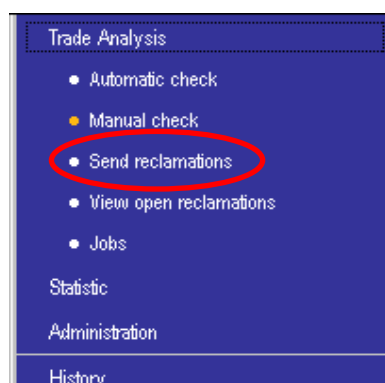 Trade Analysis
Automatic check
Manual check
Send reclamations
View open reclamations
Jobs
Statistic
Administration
History